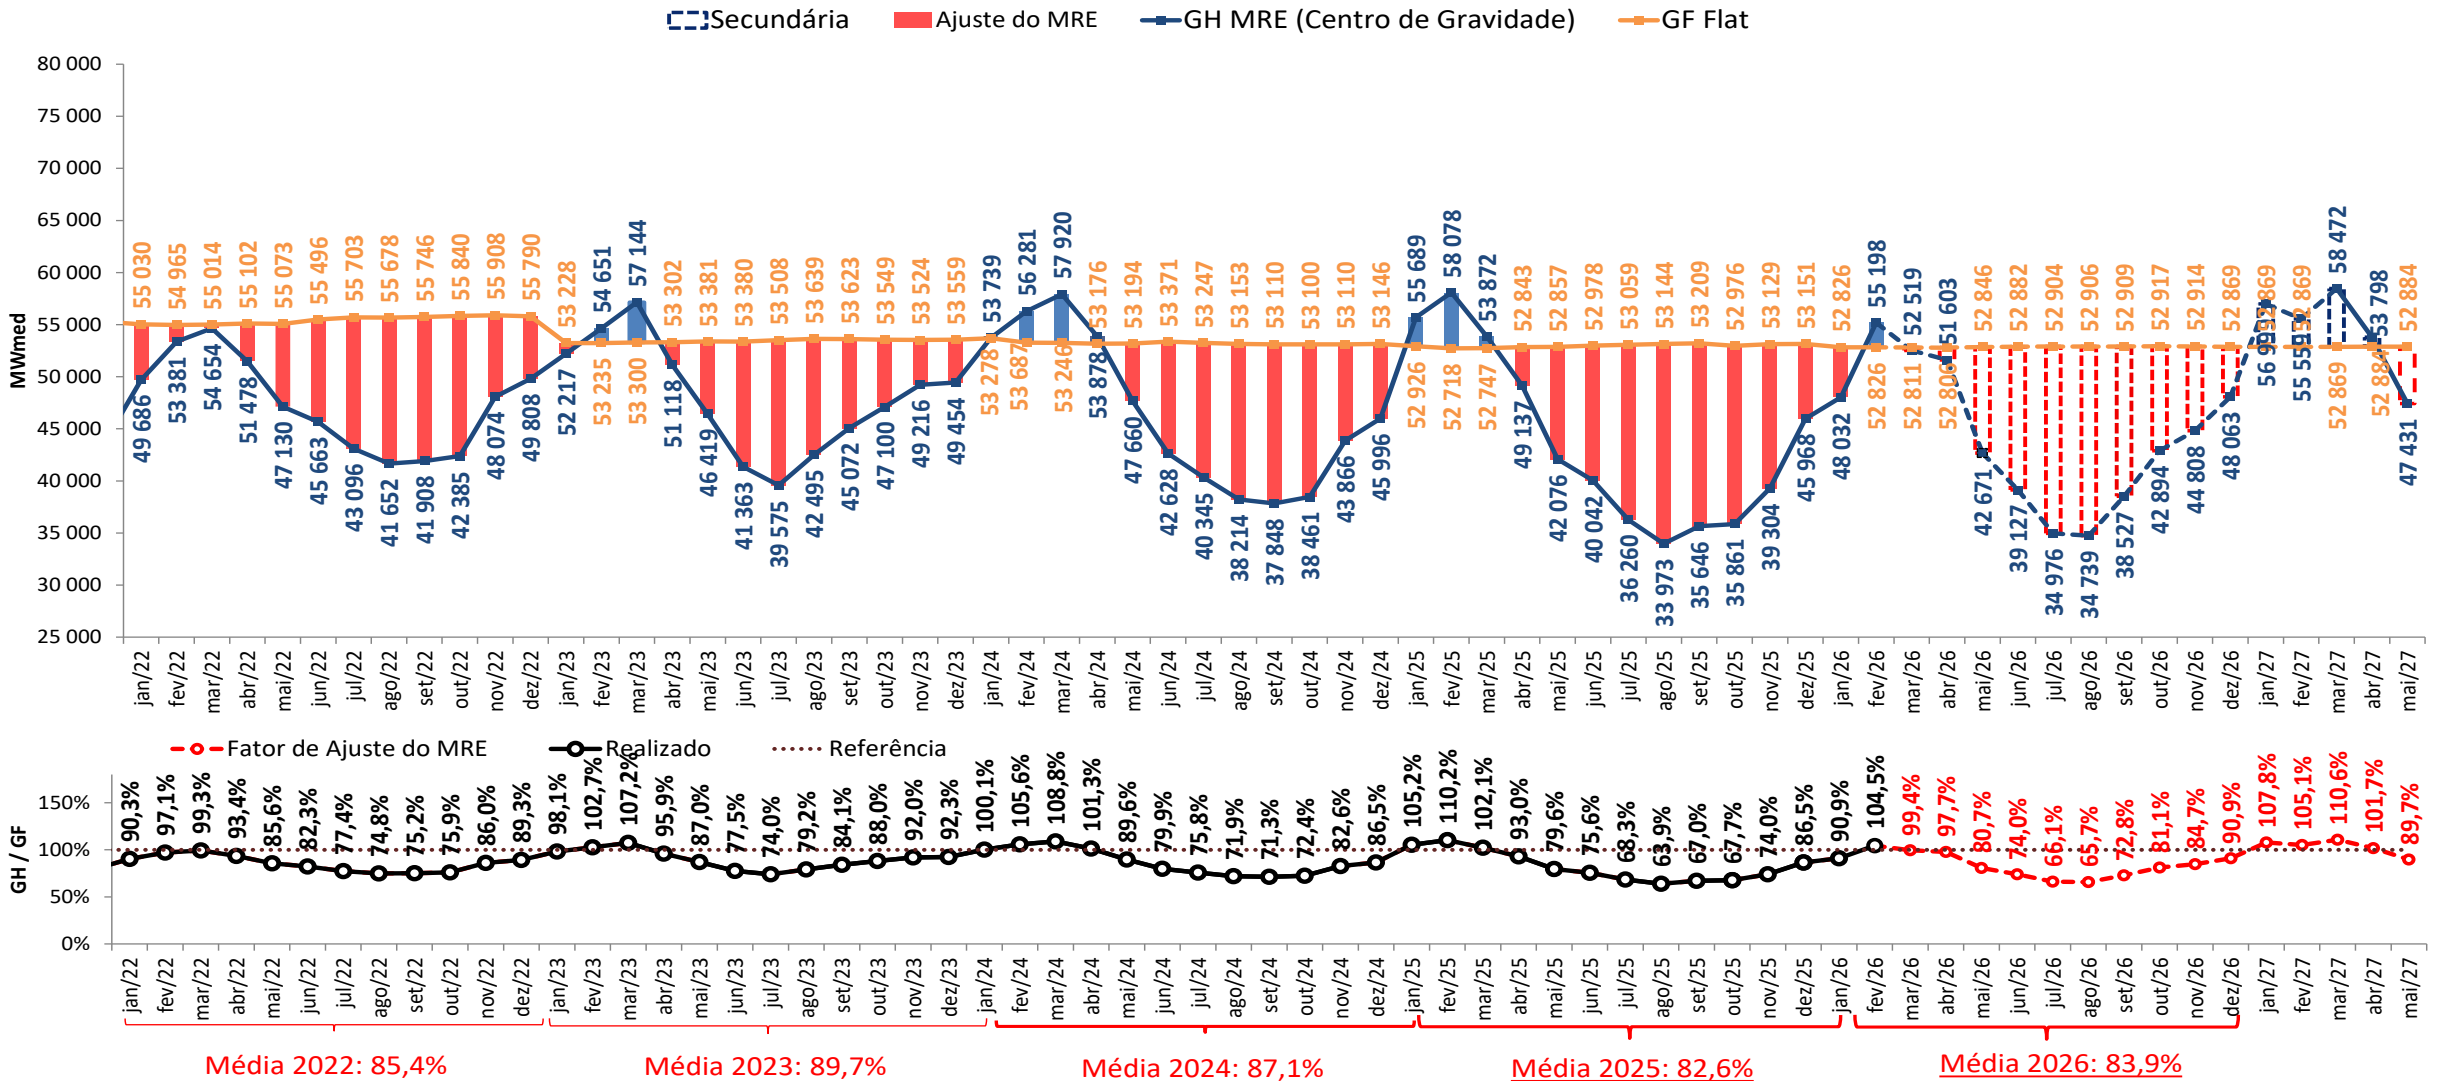 Secundária Ajuste do MRE GH MRE (Centro de Gravidade) GF Flat
MWmed
80 000
75 000
70 000
65 000
60 000
55 000
50 000
45 000
40 000
35 000
30 000
25 000
55 030 54 965 55 014 55 102 55 073 55 496 55 703 55 678 55 746 55 840 55 908 55 790 53 228 53 235 53 300 53 302 53 381 53 380 53 508 53 639 53 623 53 549 53 524 53 559 53 278 53 687 53 246 53 176 53 194 53 371 53 247 53 153 53 110 53 100 53 110 53 146 52 926 52 718 52 747 52 843 52 857 52 978 53 059 53 144 53 209 52 976 53 129 53 151 52 826 52 826 52 811 52 806 52 846 52 882 52 904 52 906 52 909 52 917 52 914 52 869 52 869 52 869 52 869 52 884 52 884
49 686 53 381 54 654 51 478 47 130 45 663 43 096 41 652 41 908 42 385 48 074 49 808 52 217 54 651 57 144 51 118 46 419 41 363 39 575 42 495 45 072 47 100 49 216 49 454 53 739 56 281 57 920 53 878 47 660 42 628 40 345 38 214 37 848 38 461 43 866 45 996 55 689 58 078 53 872 49 137 42 076 40 042 36 260 33 973 35 646 35 861 39 304 45 968 48 032 55 198 52 519 51 603 42 671 39 127 34 976 34 739 38 527 42 894 44 808 48 063 56 992 55 559 58 472 53 798 47 431
jan/22 fev/22 mar/22 abr/22 mai/22 jun/22 jul/22 ago/22 set/22 out/22 nov/22 dez/22 jan/23 fev/23 mar/23 abr/23 mai/23 jun/23 jul/23 ago/23 set/23 out/23 nov/23 dez/23 jan/24 fev/24 mar/24 abr/24 mai/24 jun/24 jul/24 ago/24 set/24 out/24 nov/24 dez/24 jan/25 fev/25 mar/25 abr/25 mai/25 jun/25 jul/25 ago/25 set/25 out/25 nov/25 dez/25 jan/26 fev/26 mar/26 abr/26 mai/26 jun/26 jul/26 ago/26 set/26 out/26 nov/26 dez/26 jan/27 fev/27 mar/27 abr/27 mai/27
Fator de Ajuste do MRE Realizado Referência
GH / GF
150%
100%
50%
0%
90,3% 97,1% 99,3% 93,4% 85,6% 82,3% 77,4% 74,8% 75,2% 75,9% 86,0% 89,3% 98,1% 102,7% 107,2% 95,9% 87,0% 77,5% 74,0% 79,2% 84,1% 88,0% 92,0% 92,3% 100,1% 105,6% 108,8% 101,3% 89,6% 79,9% 75,8% 71,9% 71,3% 72,4% 82,6% 86,5% 105,2% 110,2% 102,1% 93,0% 79,6% 75,6% 68,3% 63,9% 67,0% 67,7% 74,0% 86,5% 90,9% 104,5% 99,4% 97,7% 80,7% 74,0% 66,1% 65,7% 72,8% 81,1% 84,7% 90,9% 107,8% 105,1% 110,6% 101,7% 89,7%
jan/22 fev/22 mar/22 abr/22 mai/22 jun/22 jul/22 ago/22 set/22 out/22 nov/22 dez/22 jan/23 fev/23 mar/23 abr/23 mai/23 jun/23 jul/23 ago/23 set/23 out/23 nov/23 dez/23 jan/24 fev/24 mar/24 abr/24 mai/24 jun/24 jul/24 ago/24 set/24 out/24 nov/24 dez/24 jan/25 fev/25 mar/25 abr/25 mai/25 jun/25 jul/25 ago/25 set/25 out/25 nov/25 dez/25 jan/26 fev/26 mar/26 abr/26 mai/26 jun/26 jul/26 ago/26 set/26 out/26 nov/26 dez/26 jan/27 fev/27 mar/27 abr/27 mai/27
Média 2022: 85,4% Média 2023: 89,7% Média 2024: 87,1% Média 2025: 82,6% Média 2026: 83,9%